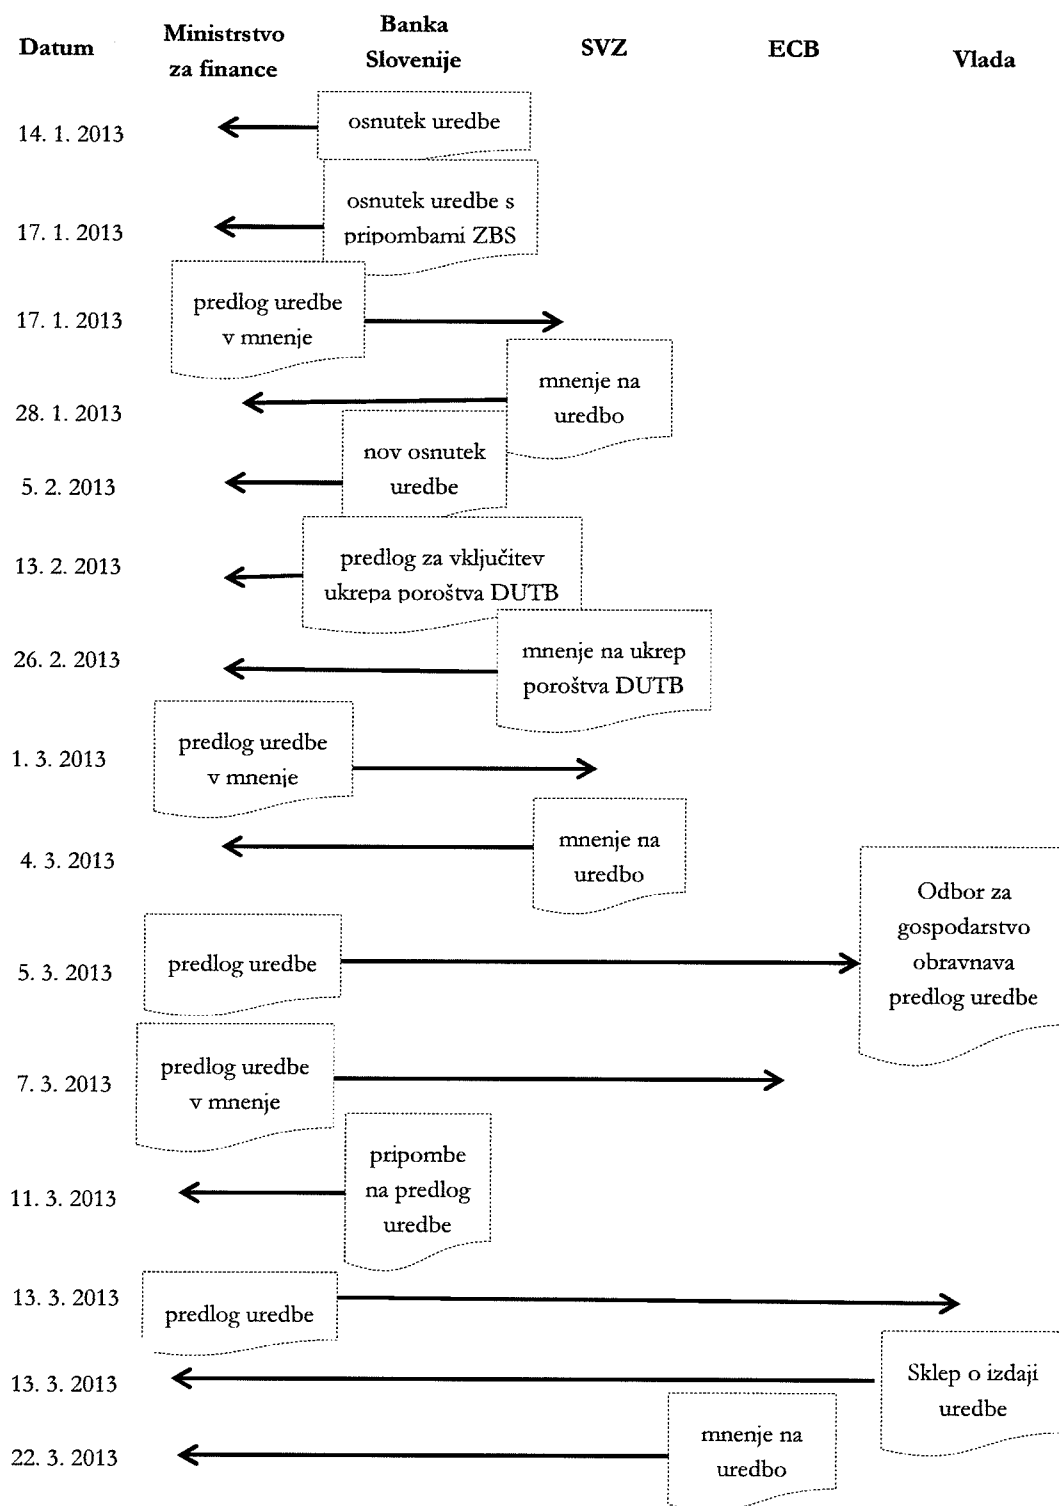 Datum
Ministrstvo
za finance
Banka
Slovenije
SVZ
ECB
Vlada
14. 1. 2013
osnutek uredbe
17. 1. 2013
osnutek uredbe s
pripombami ZBS
17. 1. 2013
predlog uredbe
v mnenje
28. 1. 2013
mnenje na
uredbo
5. 2. 2013
nov osnutek
uredbe
13. 2. 2013
predlog za vključitev
ukrepa poroštva DUTB
26. 2. 2013
mnenje na ukrep
poroštva DUTB
1. 3. 2013
predlog uredbe
v mnenje
4. 3. 2013
mnenje na
uredbo
5. 3. 2013
predlog uredbe
Odbor za
gospodarstvo
obravnava
predlog uredbe
7. 3. 2013
predlog uredbe
v mnenje
11. 3. 2013
pripombe
na predlog
uredbe
13. 3. 2013
predlog uredbe
13. 3. 2013
Sklep o izdaji
uredbe
22. 3. 2013
mnenje na
uredbo